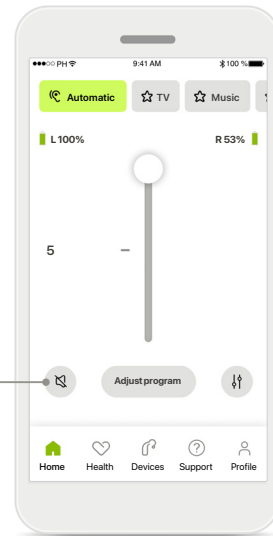 PH 9:41 AM 100 %
Automatic TV Music
L 100% R 53%
5
Adjust program
Home Health Devices Support Profile